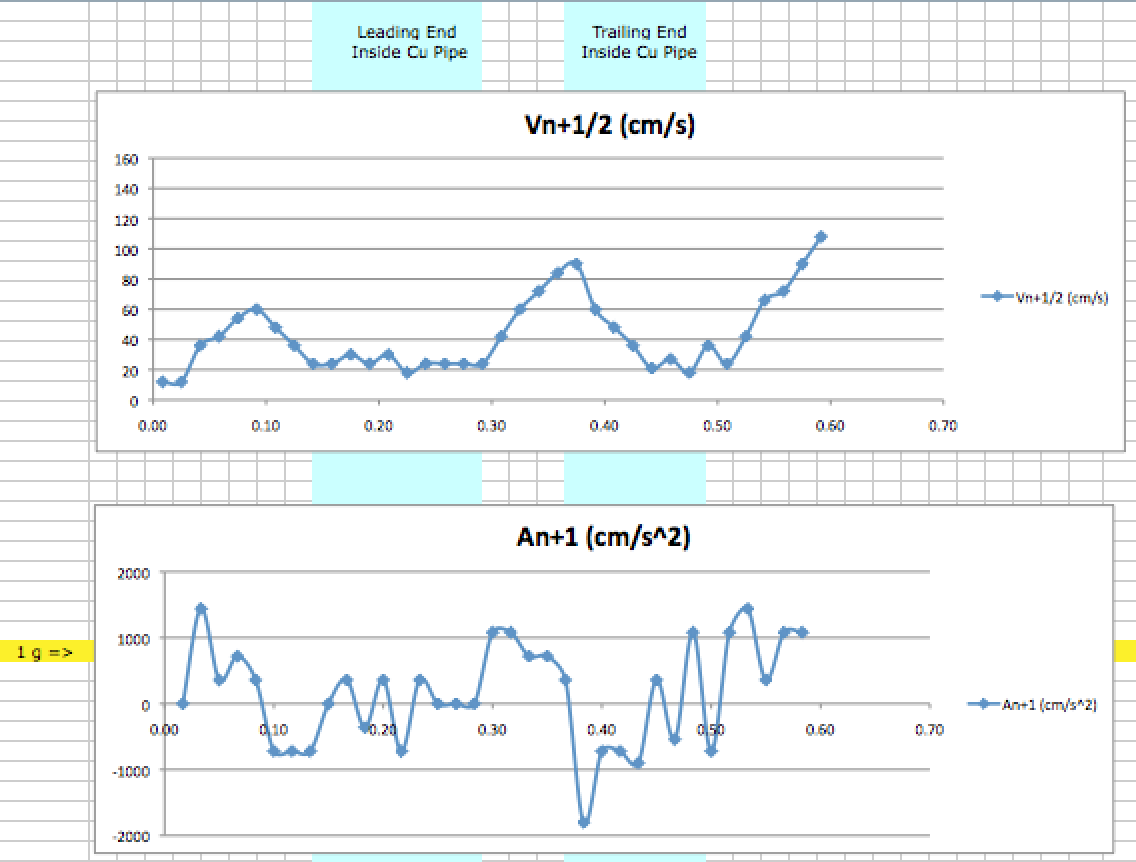 Leading End
Inside Cu Pipe
Trailing End
Inside Cu Pipe
Vn+1/2 (cm/s)
160
140
120
100
80
60
40
20
0
0.00 0.10 0.20 0.30 0.40 0.50 0.60 0.70
Vn+1/2 (cm/s)
An+1 (cm/s^2)
2000
1 g =>
1000
0
0.00 0.10 0.20 0.30 0.40 0.50 0.60 0.70
An+1 (cm/s^2)
-1000
-2000